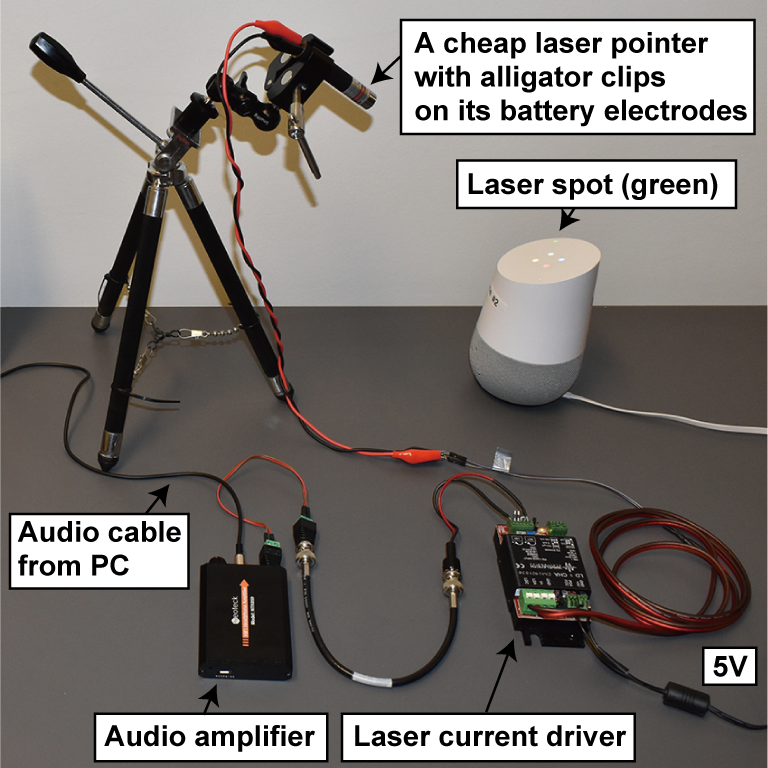 A cheap laser pointer
with alligator clips
on its battery electrodes
Laser spot (green)
Audio cable
from PC
5V
Audio amplifier
Laser current driver